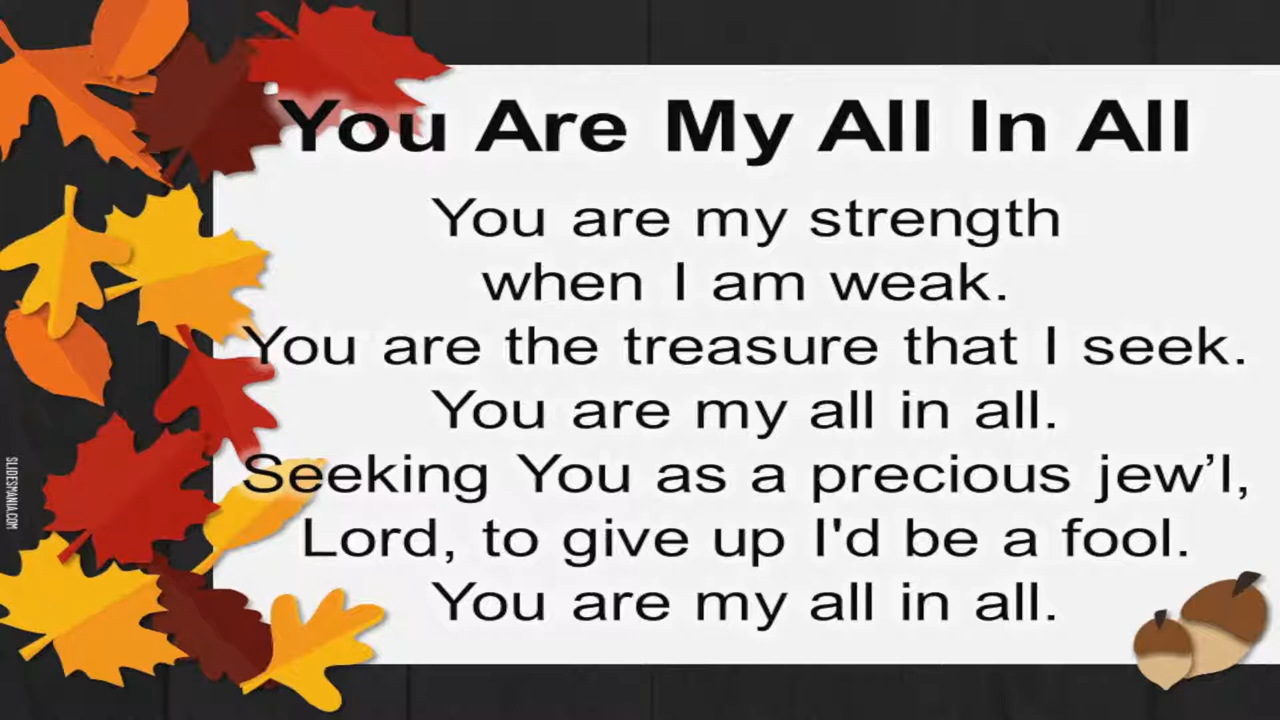 You Are My All In All
You are my strength
when I am weak.
You are the treasure that I seek.
You are my all in all.
Seeking You as a precious jew’l,
Lord, to give up I'd be a fool.
You are my all in all.
SLIDESMANIA.COM